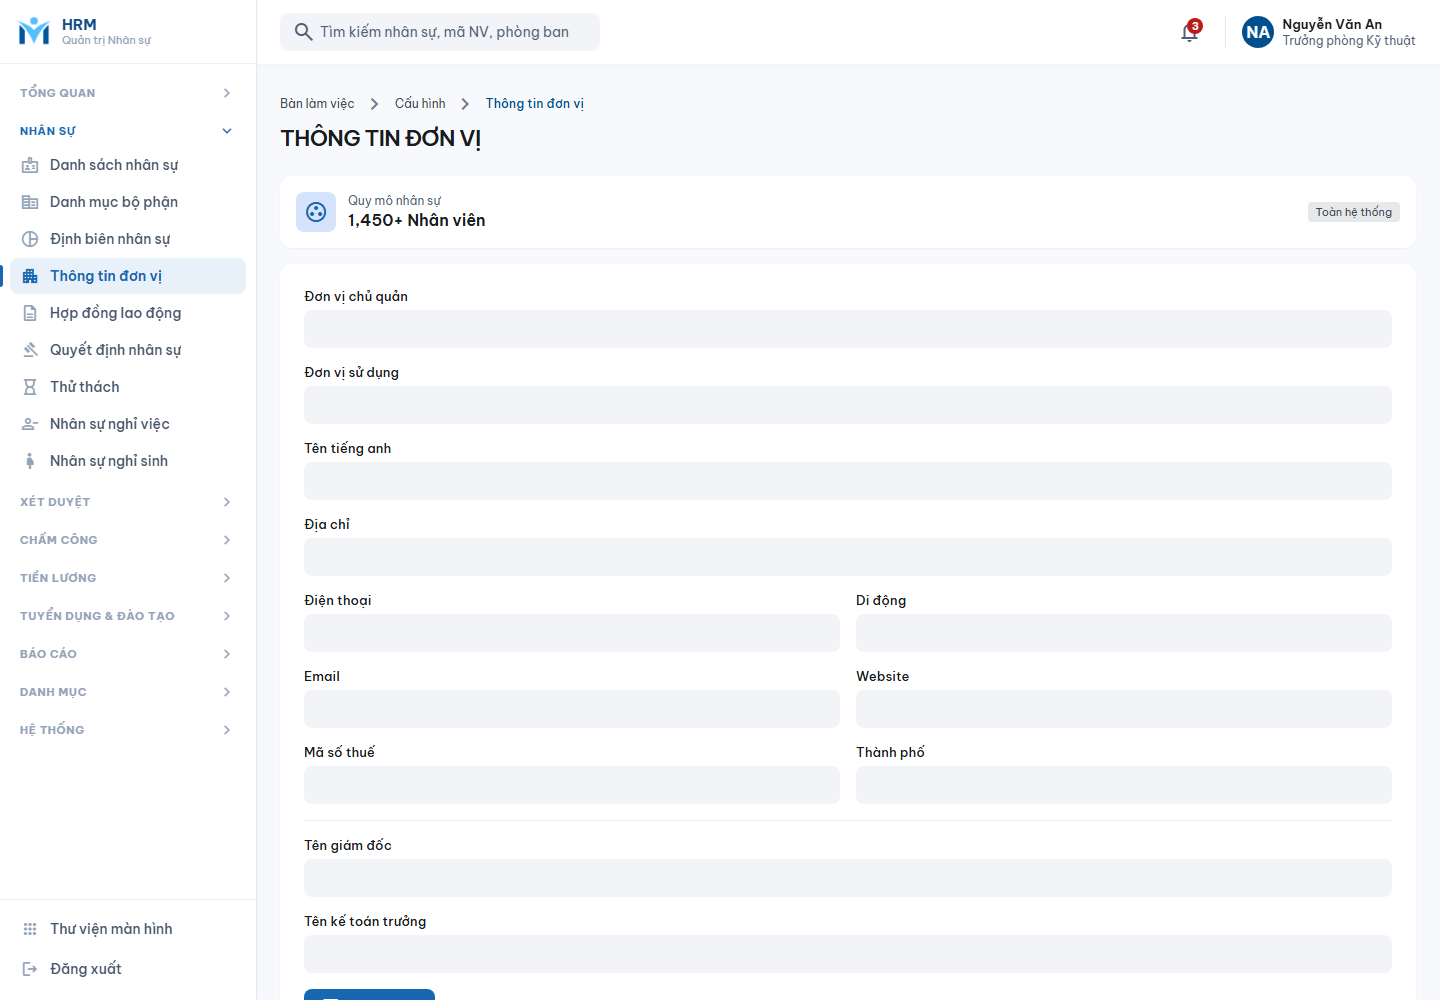 HRM
Quản trị Nhân sự
TỔNG QUAN
NHÂN SỰ
Danh sách nhân sự
Danh mục bộ phận
Định biên nhân sự
Thông tin đơn vị
Hợp đồng lao động
Quyết định nhân sự
Thử thách
Nhân sự nghỉ việc
Nhân sự nghỉ sinh
XÉT DUYỆT
CHẤM CÔNG
TIỀN LƯƠNG
TUYỂN DỤNG & ĐÀO TẠO
BÁO CÁO
DANH MỤC
HỆ THỐNG
Thư viện màn hình
Đăng xuất
Tìm kiếm nhân sự, mã NV, phòng ban
3
NA
Nguyễn Văn An
Trưởng phòng Kỹ thuật
Bàn làm việc
Cấu hình
Thông tin đơn vị
THÔNG TIN ĐƠN VỊ
Quy mô nhân sự
1,450+ Nhân viên
Toàn hệ thống
Đơn vị chủ quản
Đơn vị sử dụng
Tên tiếng anh
Địa chỉ
Điện thoại
Di động
Email
Website
Mã số thuế
Thành phố
Tên giám đốc
Tên kế toán trưởng